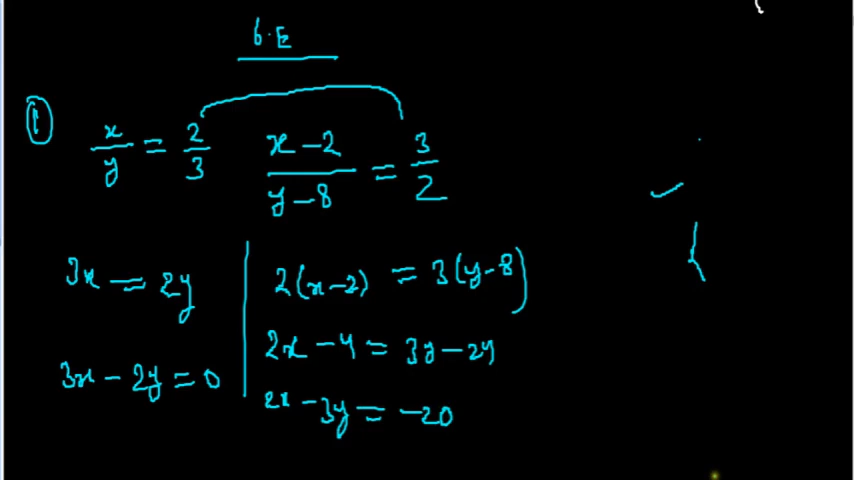 6.E
① x/y = 2/3 (x-2)/(y-8) = 3/2
3x = 2y
3x - 2y = 0
2(x-2) = 3(y-8)
2x - 4 = 3y - 24
2x - 3y = -20